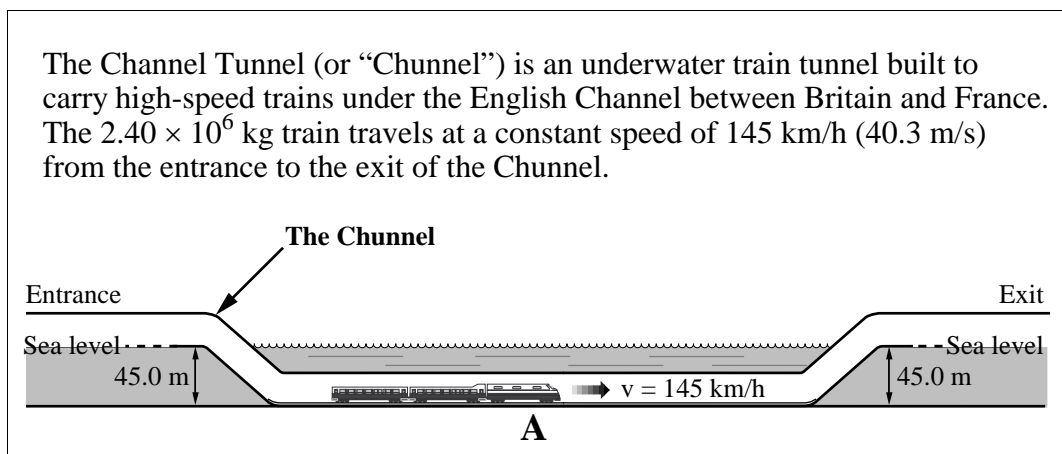 The Channel Tunnel (or “Chunnel”) is an underwater train tunnel built to
carry high-speed trains under the English Channel between Britain and France.
The 2.40 × 10⁶ kg train travels at a constant speed of 145 km/h (40.3 m/s)
from the entrance to the exit of the Chunnel.
The Chunnel
Entrance
Exit
Sea level
Sea level
45.0 m
45.0 m
v = 145 km/h
A